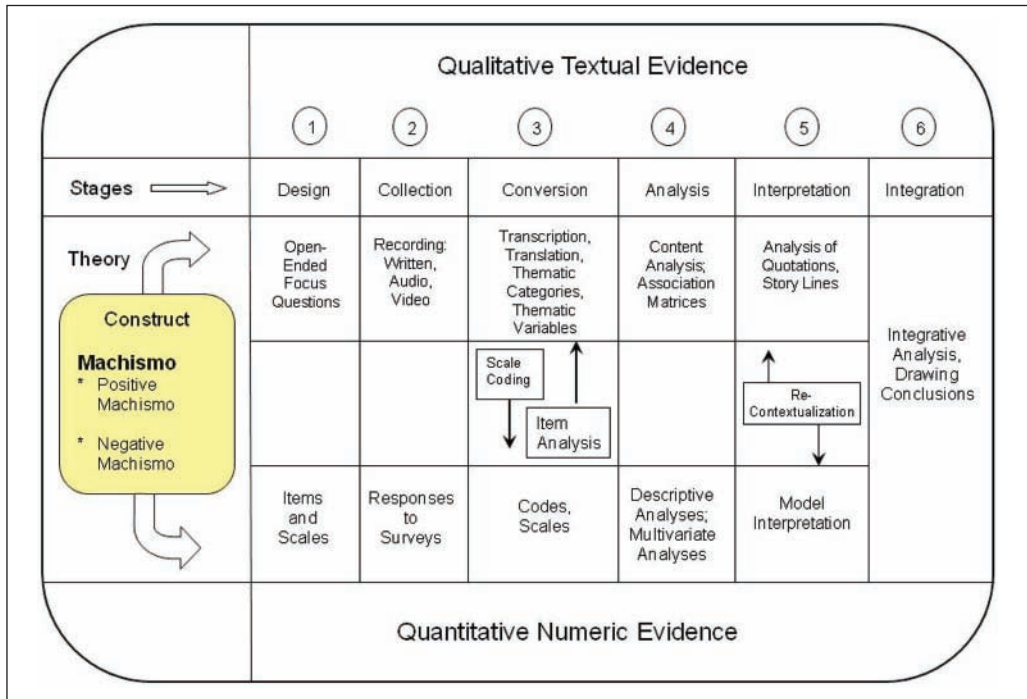 Qualitative Textual Evidence
1 2 3 4 5 6
Stages Design Collection Conversion Analysis Interpretation Integration
Theory
Construct
Machismo
* Positive
Machismo
* Negative
Machismo
Open-
Ended
Focus
Questions
Recording:
Written,
Audio,
Video
Transcription,
Translation,
Thematic
Categories,
Thematic
Variables
Content
Analysis;
Association
Matrices
Analysis of
Quotations,
Story Lines
Scale
Coding
Item
Analysis
Re-
Contextualization
Integrative
Analysis,
Drawing
Conclusions
Items
and
Scales
Responses
to
Surveys
Codes,
Scales
Descriptive
Analyses;
Multivariate
Analyses
Model
Interpretation
Quantitative Numeric Evidence